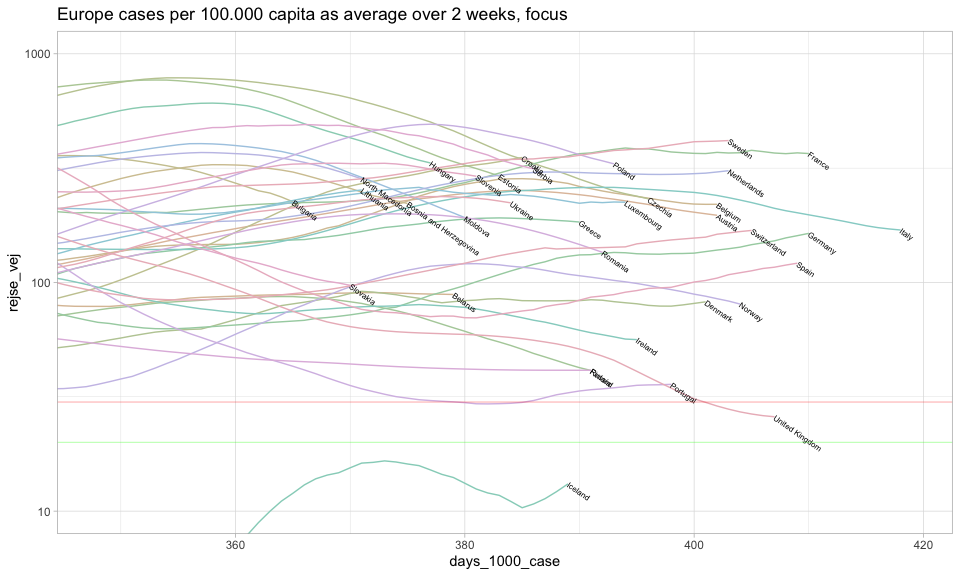 Europe cases per 100.000 capita as average over 2 weeks, focus
1000
Sweden
France
Hungary
Croatia
Serbia
Poland
Netherlands
Slovenia
Estonia
North Macedonia
Lithuania
Bulgaria
Bosnia and Herzegovina
Moldova
Ukraine
Greece
Luxembourg
Czechia
Belgium
Austria
Switzerland
Germany
Italy
Romania
Spain
rejse_vej
100
Slovakia
Belarus
Denmark
Norway
Ireland
Portugal
United Kingdom
Iceland
10
360
380
400
420
days_1000_case